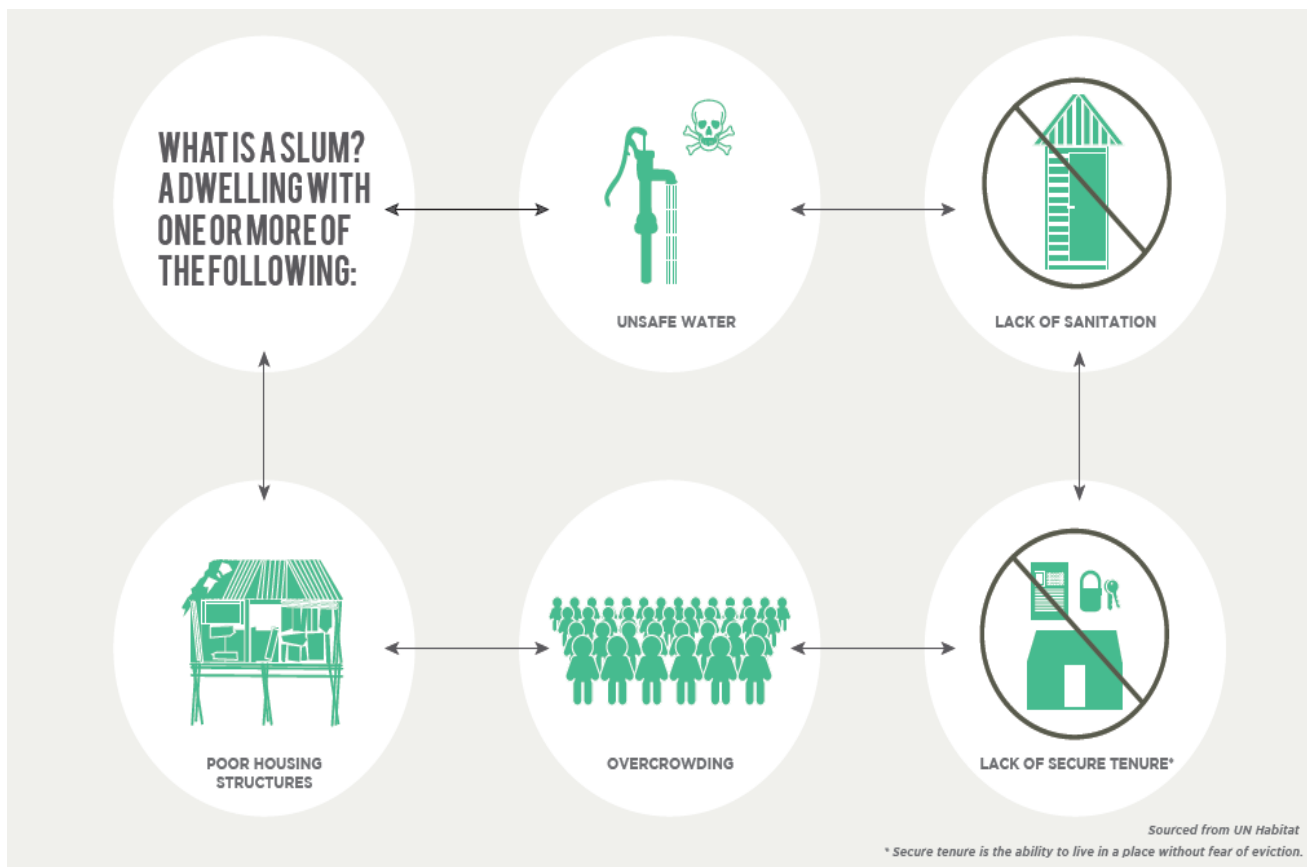 WHAT IS A SLUM?
A DWELLING WITH
ONE OR MORE OF
THE FOLLOWING:
UNSAFE WATER
LACK OF SANITATION
POOR HOUSING
STRUCTURES
OVERCROWDING
LACK OF SECURE TENURE*
Sourced from UN Habitat
* Secure tenure is the ability to live in a place without fear of eviction.